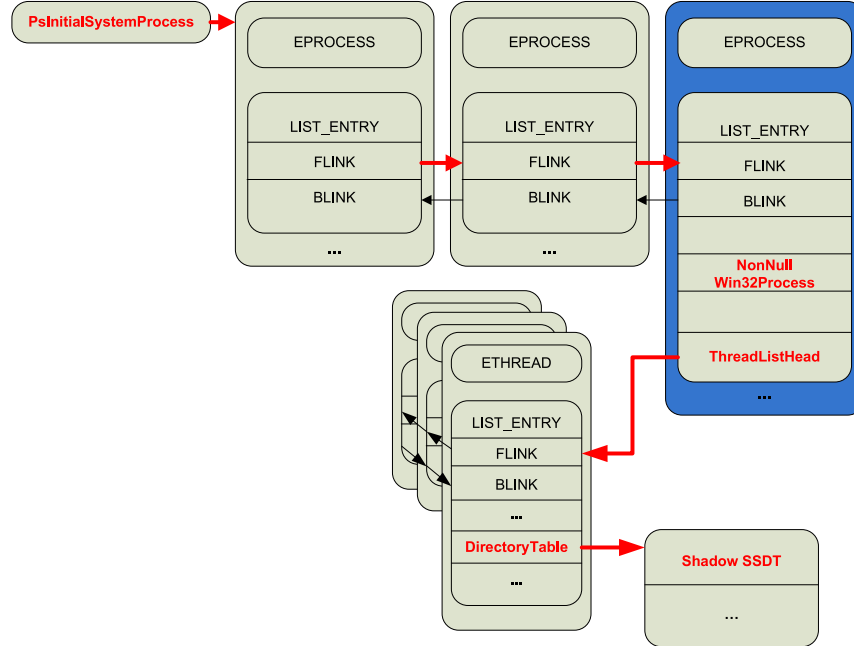 PsInitialSystemProcess
EPROCESS
LIST_ENTRY
FLINK
BLINK
...
EPROCESS
LIST_ENTRY
FLINK
BLINK
...
EPROCESS
LIST_ENTRY
FLINK
BLINK
NonNull
Win32Process
ThreadListHead
...
ETHREAD
LIST_ENTRY
FLINK
BLINK
...
DirectoryTable
...
Shadow SSDT
...